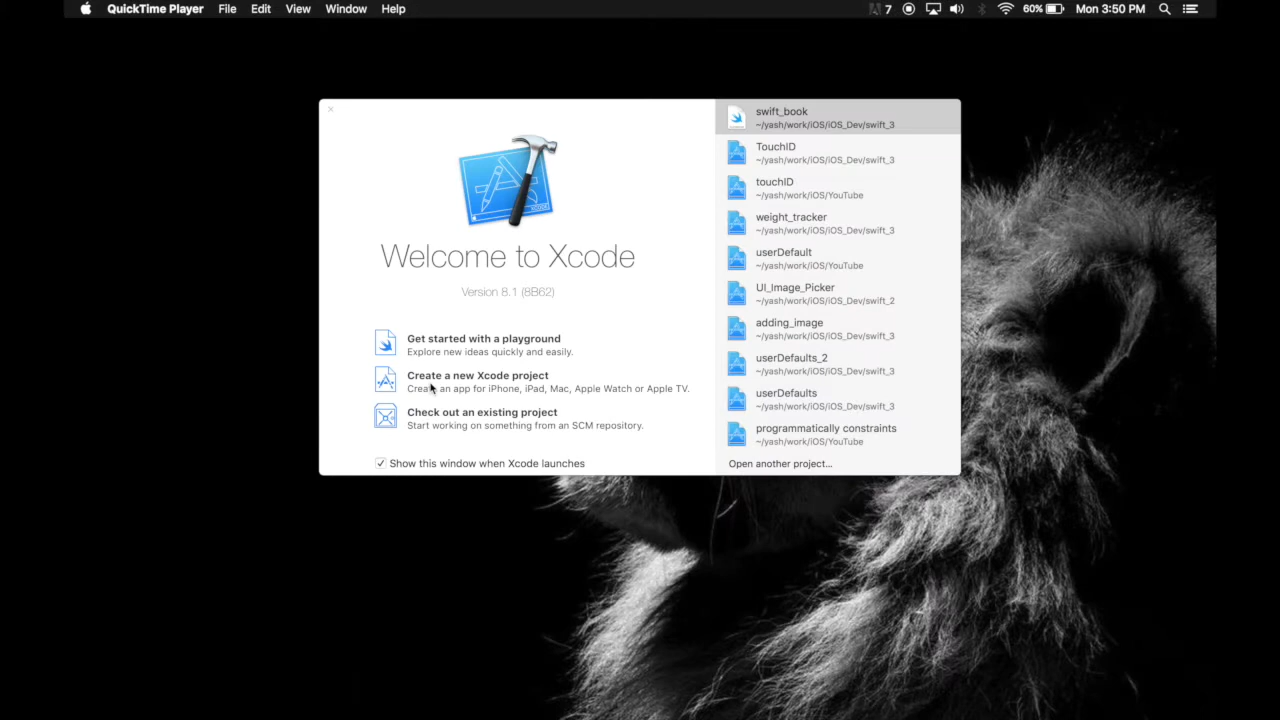 QuickTime Player File Edit View Window Help 7 60% Mon 3:50 PM
Welcome to Xcode
Version 8.1 (8B62)
Get started with a playground
Explore new ideas quickly and easily.
Create a new Xcode project
Create an app for iPhone, iPad, Mac, Apple Watch or Apple TV.
Check out an existing project
Start working on something from an SCM repository.
Show this window when Xcode launches
swift_book
~/yash/work/iOS/iOS_Dev/swift_3
TouchID
~/yash/work/iOS/iOS_Dev/swift_3
touchID
~/yash/work/iOS/YouTube
weight_tracker
~/yash/work/iOS/iOS_Dev/swift_3
userDefault
~/yash/work/iOS/YouTube
UI_Image_Picker
~/yash/work/iOS/iOS_Dev/swift_2
adding_image
~/yash/work/iOS/iOS_Dev/swift_3
userDefaults_2
~/yash/work/iOS/iOS_Dev/swift_3
userDefaults
~/yash/work/iOS/iOS_Dev/swift_3
programmatically constraints
~/yash/work/iOS/YouTube
Open another project...